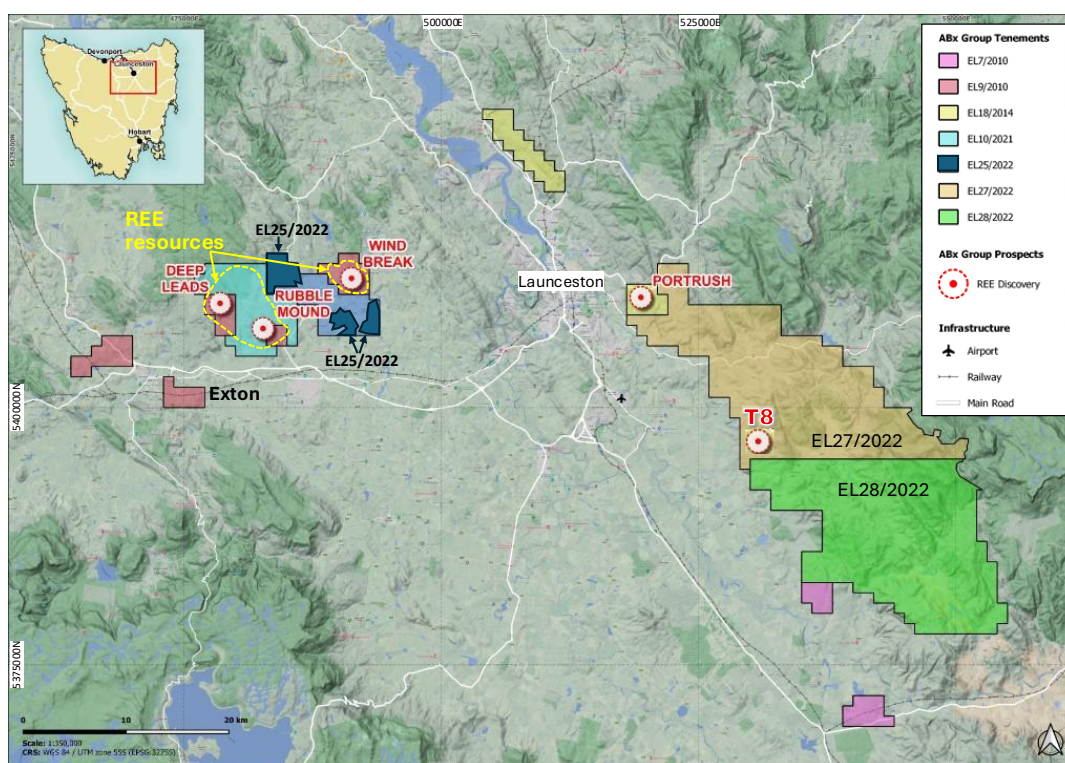 475000E
500000E
525000E
550000E
5425000N
5400000N
5375000N
Devonport
Launceston
Hobart
REE
resources
EL25/2022
WIND
BREAK
DEEP
LEADS
RUBBLE
MOUND
EL25/2022
Exton
Launceston
PORTRUSH
T8
EL27/2022
EL28/2022
ABx Group Tenements
EL7/2010
EL9/2010
EL18/2014
EL10/2021
EL25/2022
EL27/2022
EL28/2022
ABx Group Prospects
REE Discovery
Infrastructure
Airport
Railway
Main Road
0 10 20 km
Scale: 1:350,000
CRS: WGS 84 / UTM zone 55S (EPSG:32755)